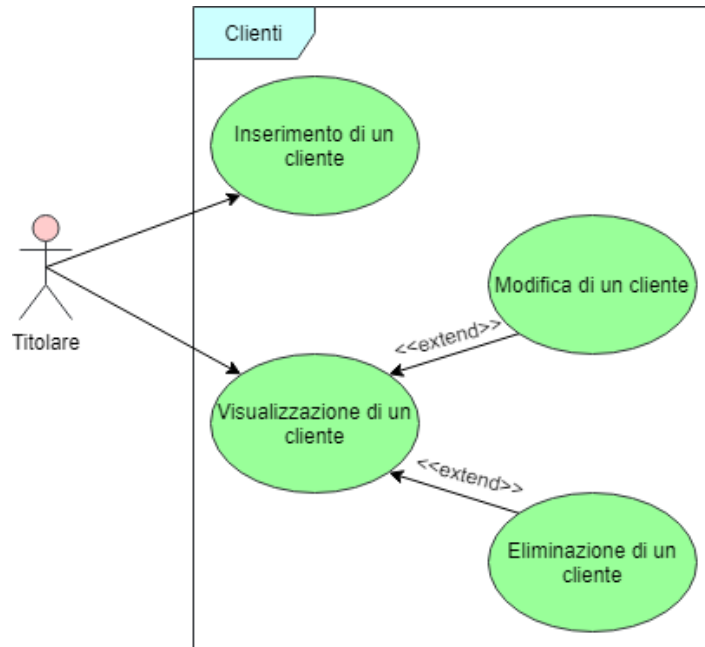 Clienti
Inserimento di un
cliente
Modifica di un cliente
Titolare
<<extend>>
Visualizzazione di un
cliente
<<extend>>
Eliminazione di un
cliente